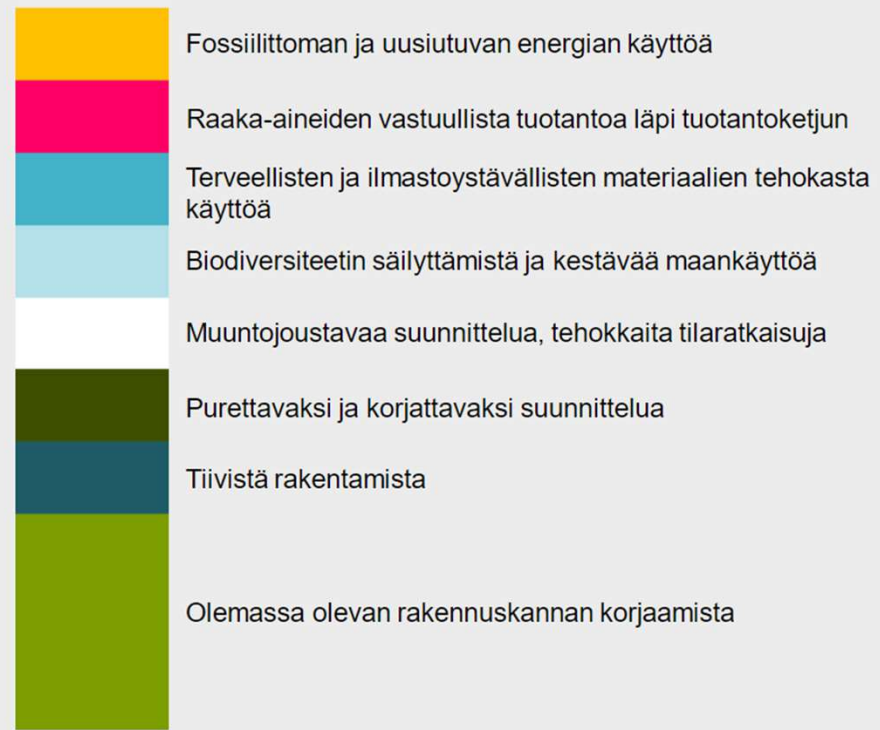 Fossiilittoman ja uusiutuvan energian käyttöä
Raaka-aineiden vastuullista tuotantoa läpi tuotantoketjun
Terveellisten ja ilmastoystävällisten materiaalien tehokasta
käyttöä
Biodiversiteetin säilyttämistä ja kestävää maankäyttöä
Muuntojoustavaa suunnittelua, tehokkaita tilaratkaisuja
Purettavaksi ja korjattavaksi suunnittelua
Tiivistä rakentamista
Olemassa olevan rakennuskannan korjaamista